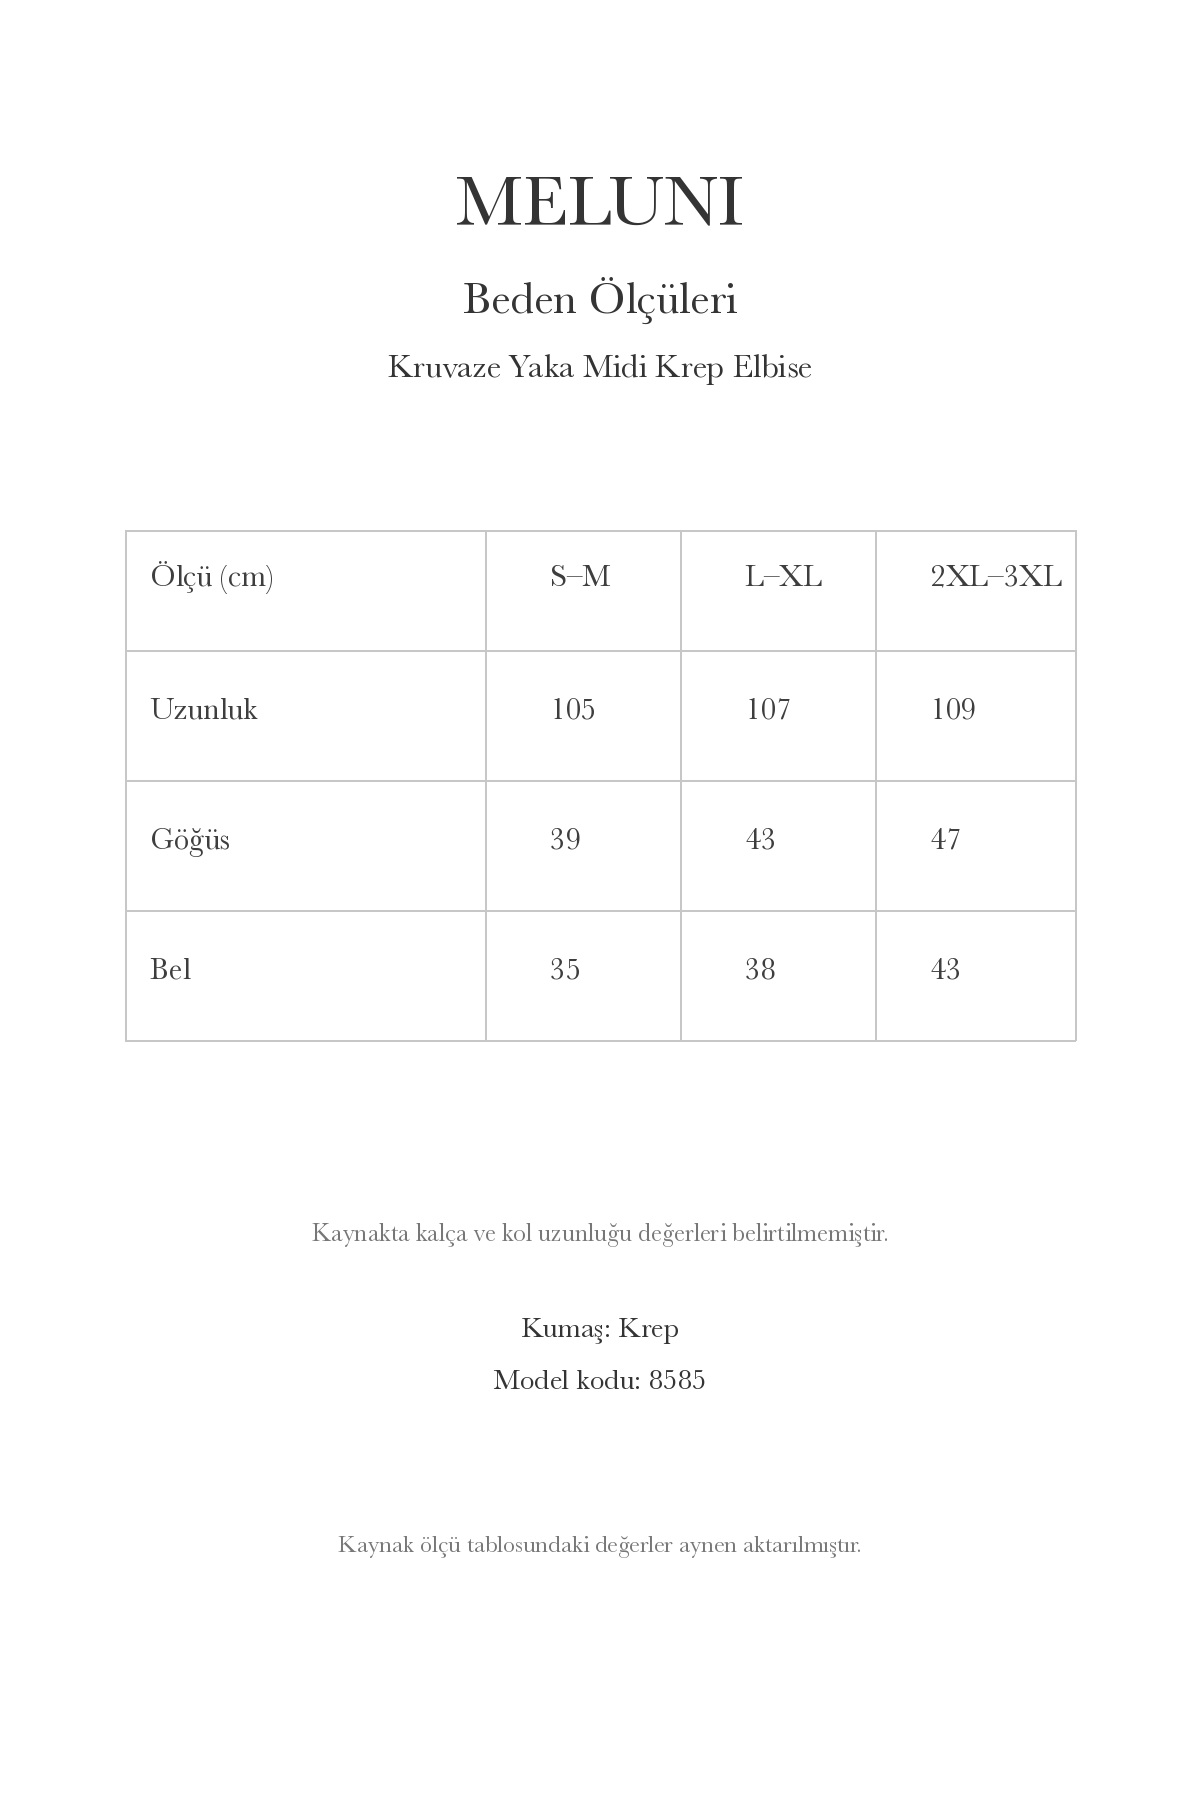 MELUNI
Beden Ölçüleri
Kruvaze Yaka Midi Krep Elbise
Ölçü (cm) S–M L–XL 2XL–3XL
Uzunluk 105 107 109
Göğüs 39 43 47
Bel 35 38 43
Kaynakta kalça ve kol uzunluğu değerleri belirtilmemiştir.
Kumaş: Krep
Model kodu: 8585
Kaynak ölçü tablosundaki değerler aynen aktarılmıştır.